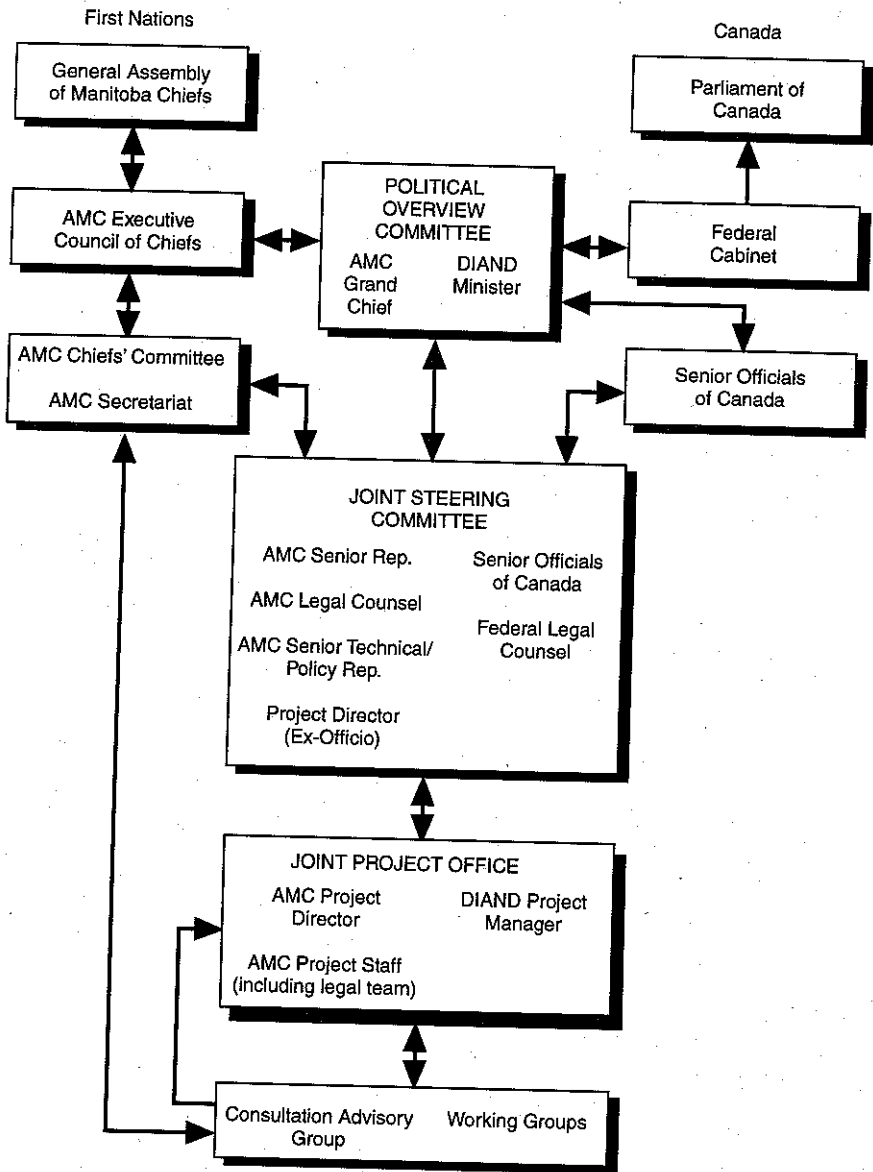 First Nations
Canada
General Assembly
of Manitoba Chiefs
Parliament of
Canada
POLITICAL
OVERVIEW
COMMITTEE
AMC
Grand
Chief
DIAND
Minister
AMC Executive
Council of Chiefs
Federal
Cabinet
AMC Chiefs' Committee
AMC Secretariat
Senior Officials
of Canada
JOINT STEERING
COMMITTEE
AMC Senior Rep.
AMC Legal Counsel
AMC Senior Technical/
Policy Rep.
Project Director
(Ex-Officio)
Senior Officials
of Canada
Federal Legal
Counsel
JOINT PROJECT OFFICE
AMC Project
Director
DIAND Project
Manager
AMC Project Staff
(including legal team)
Consultation Advisory
Group
Working Groups